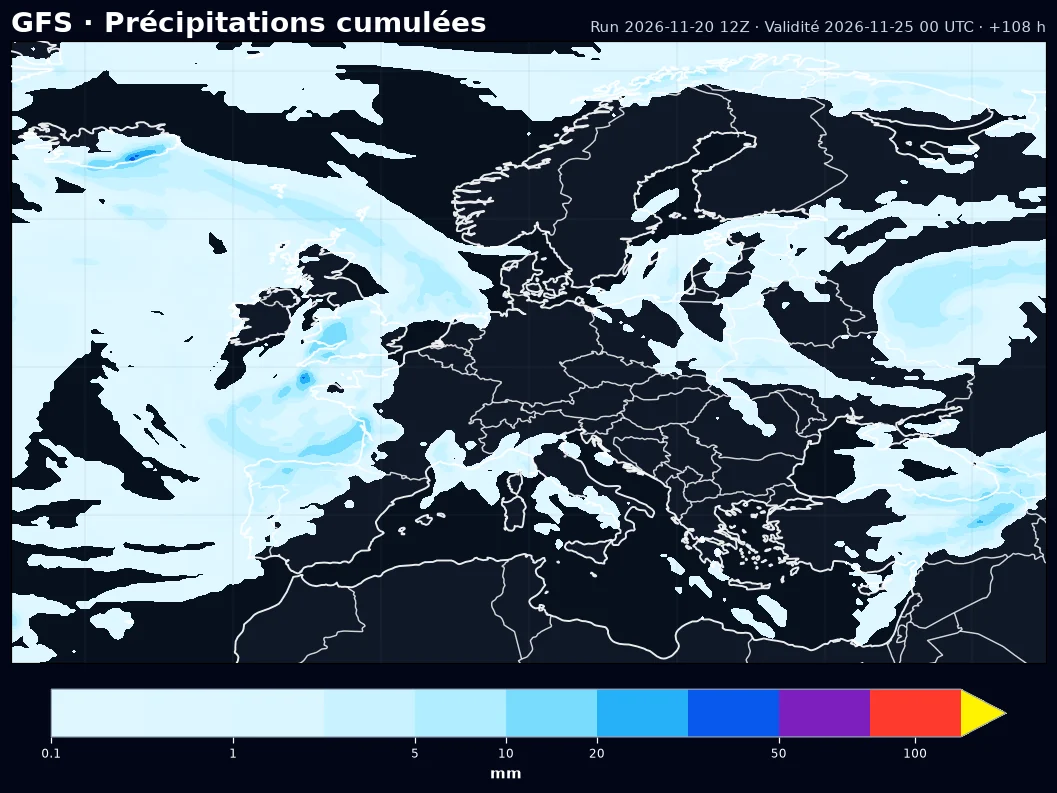 GFS · Précipitations cumulées
Run 2026-11-20 12Z · Validité 2026-11-25 00 UTC · +108 h
0.1 1 5 10 20 50 100
mm